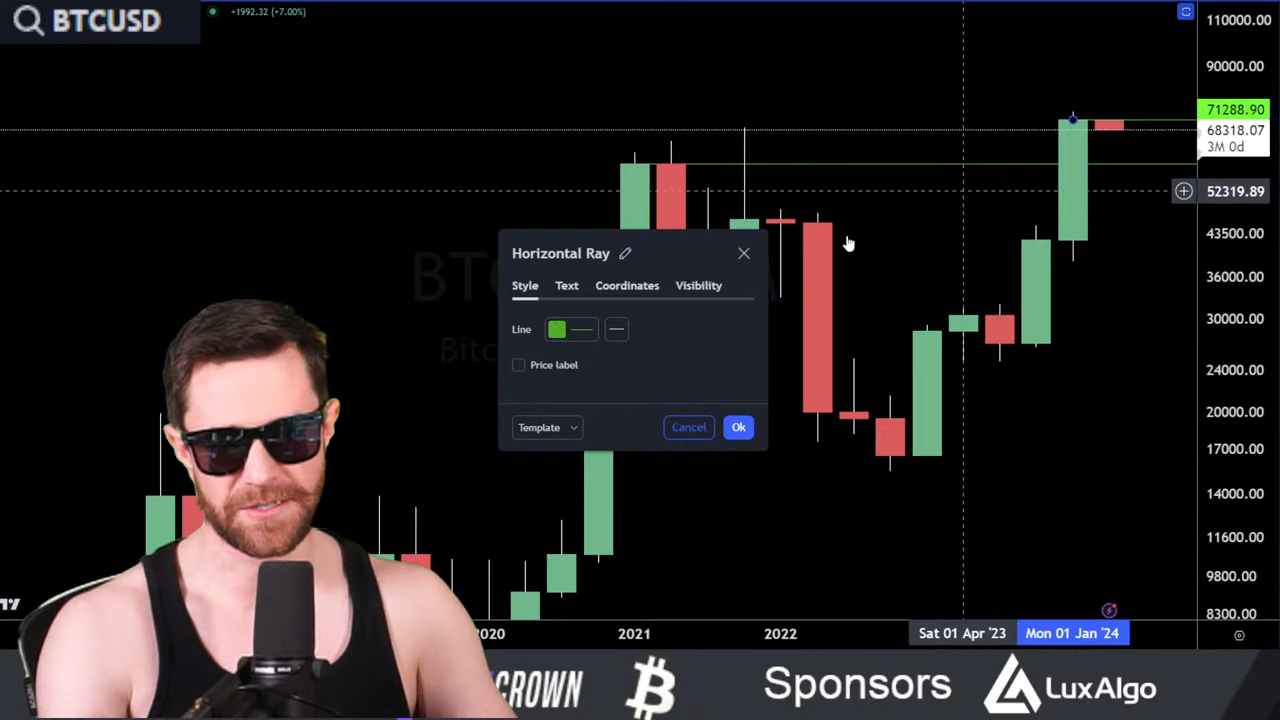 BTCUSD
+1992.32 (+7.00%)
110000.00
90000.00
71288.90
68318.07
3M 0d
52319.89
43500.00
36000.00
30000.00
24000.00
20000.00
17000.00
14000.00
11600.00
9800.00
8300.00
Horizontal Ray
Style
Text
Coordinates
Visibility
Line
Price label
Template
Cancel
Ok
2021
2022
Sat 01 Apr '23
Mon 01 Jan '24
Sponsors
LuxAlgo